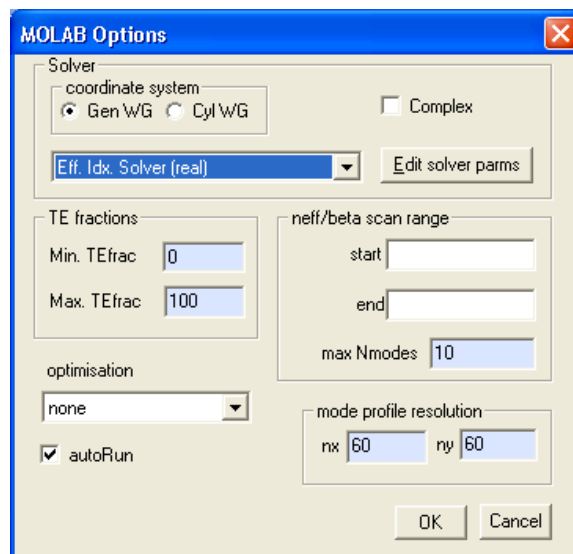 MOLAB Options
Solver
coordinate system
Gen WG Cyl WG
Complex
Eff. Idx. Solver (real)
Edit solver parms
TE fractions
Min. TEfrac 0
Max. TEfrac 100
neff/beta scan range
start
end
max Nmodes 10
optimisation
none
autoRun
mode profile resolution
nx 60 ny 60
OK Cancel